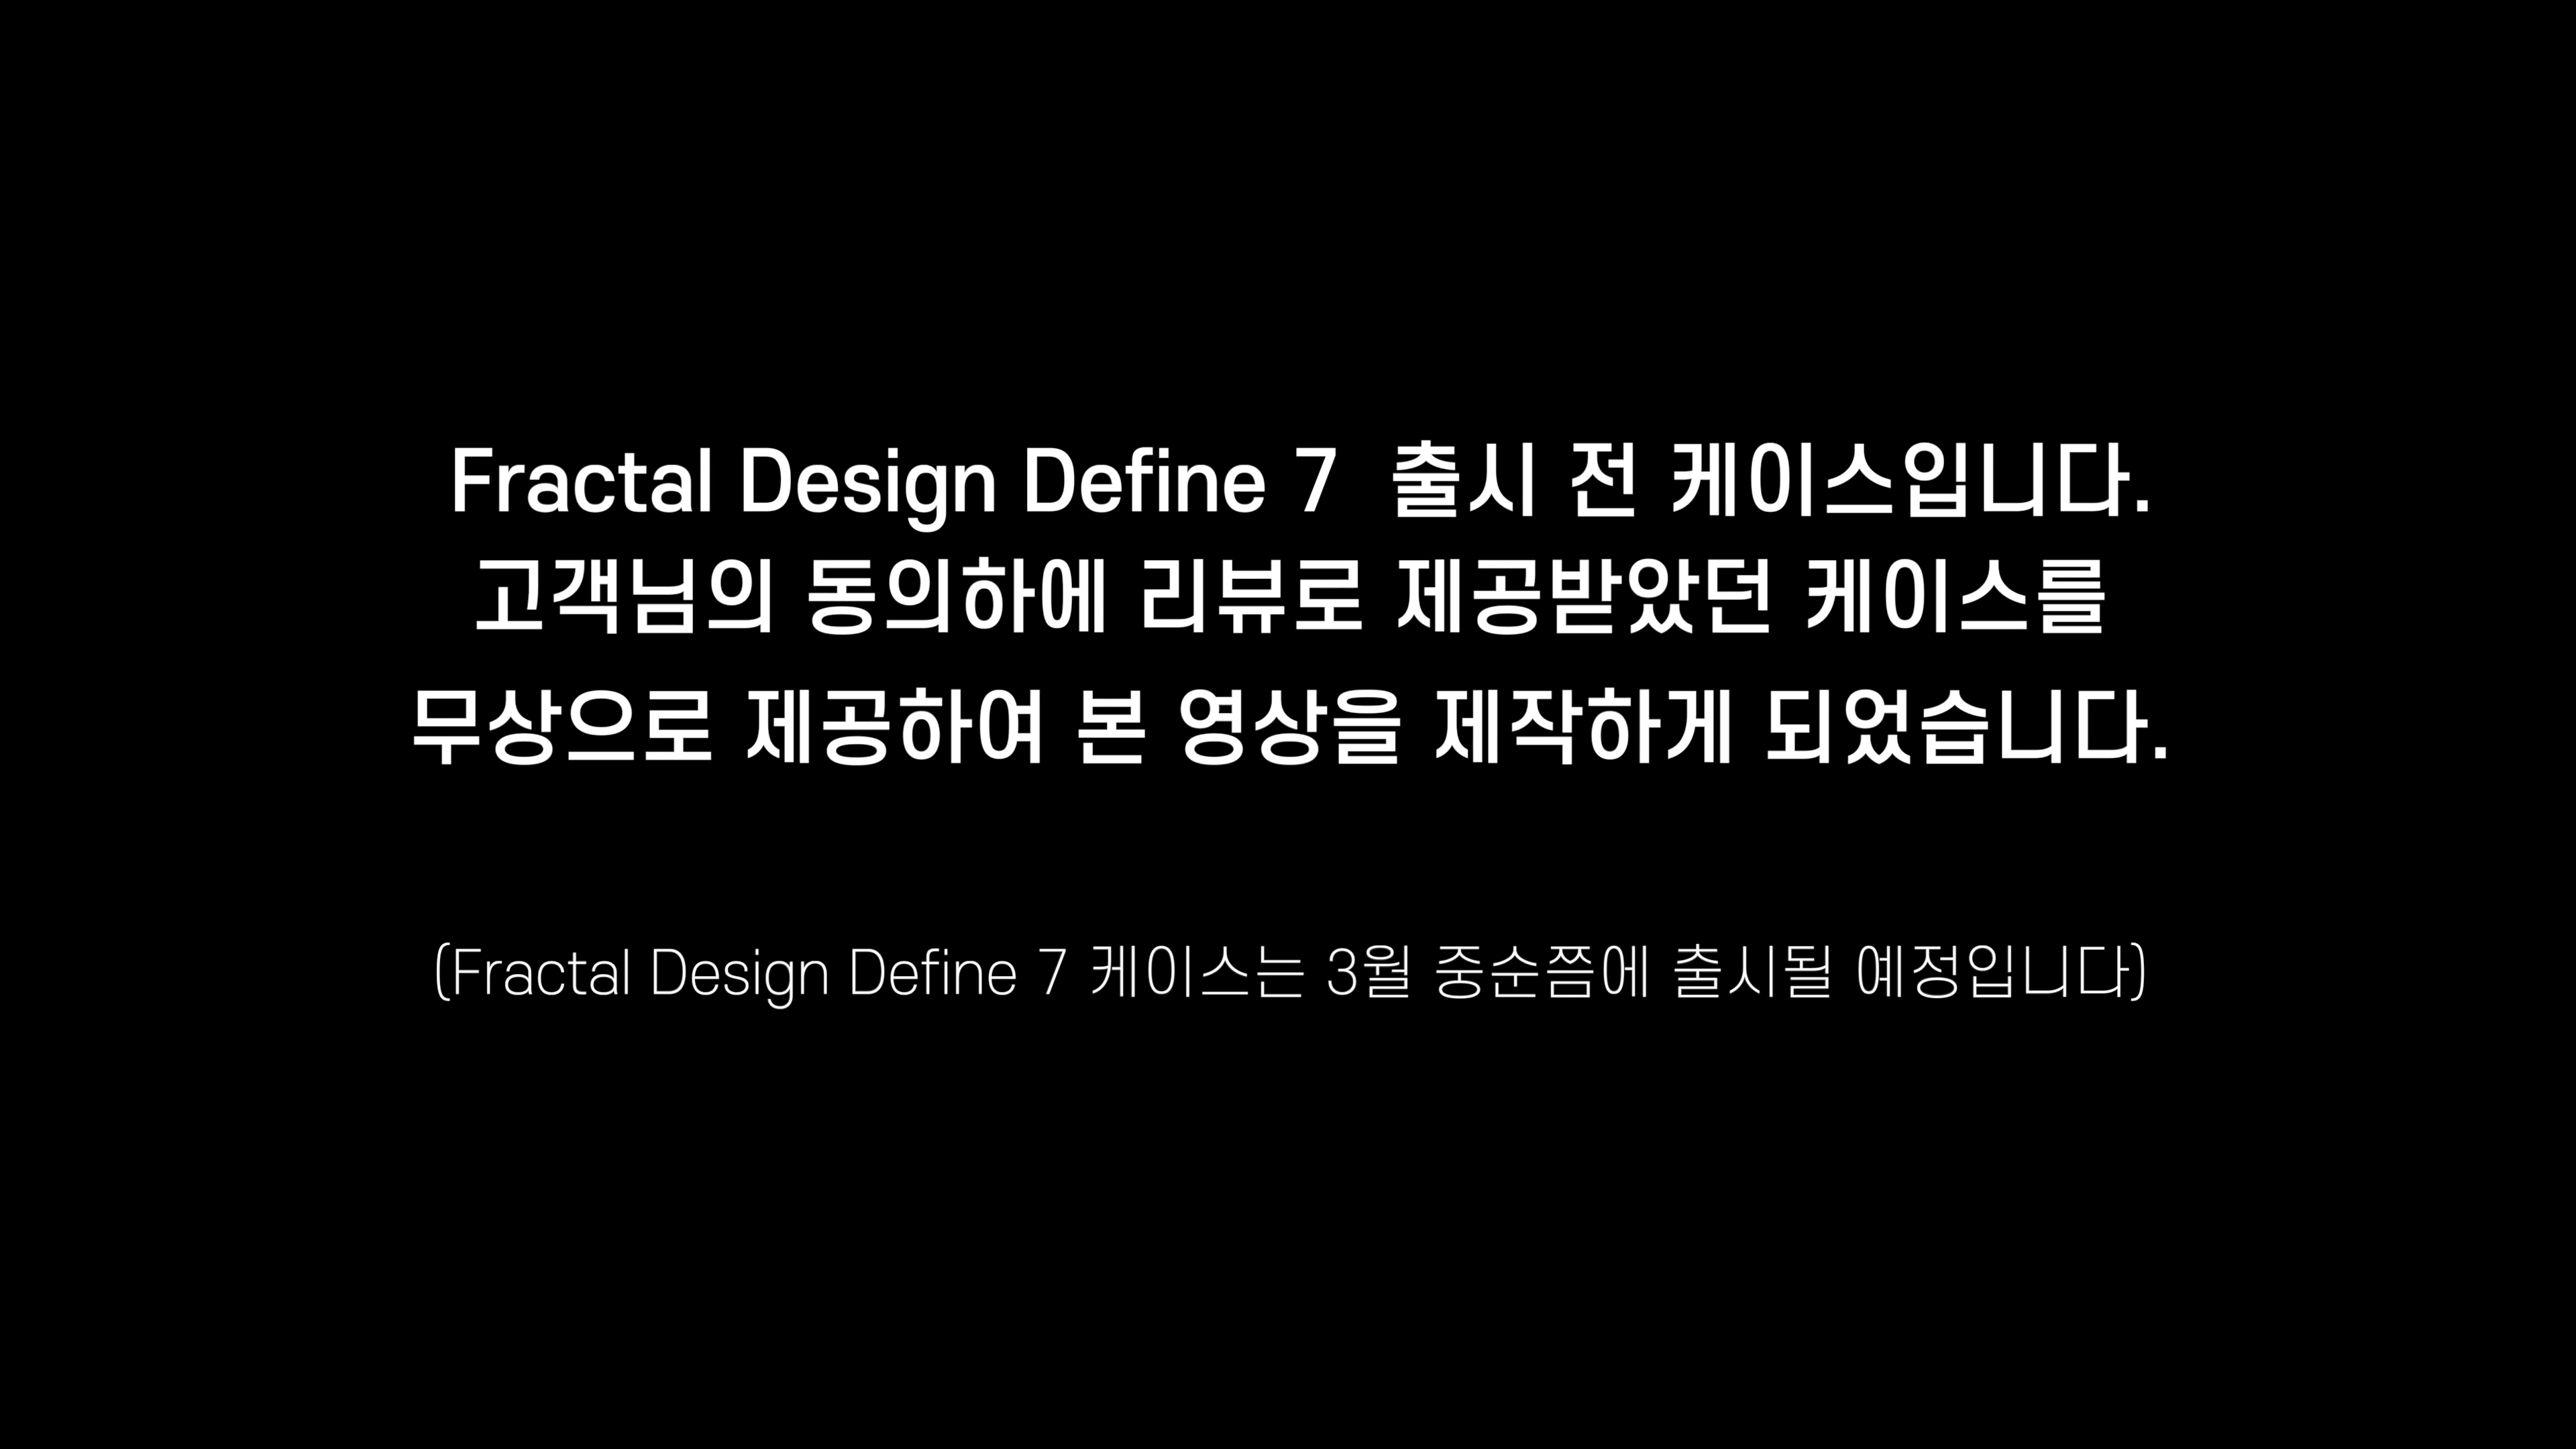 Fractal Design Define 7 출시 전 케이스입니다.
고객님의 동의하에 리뷰로 제공받았던 케이스를
무상으로 제공하여 본 영상을 제작하게 되었습니다.
(Fractal Design Define 7 케이스는 3월 중순쯤에 출시될 예정입니다)